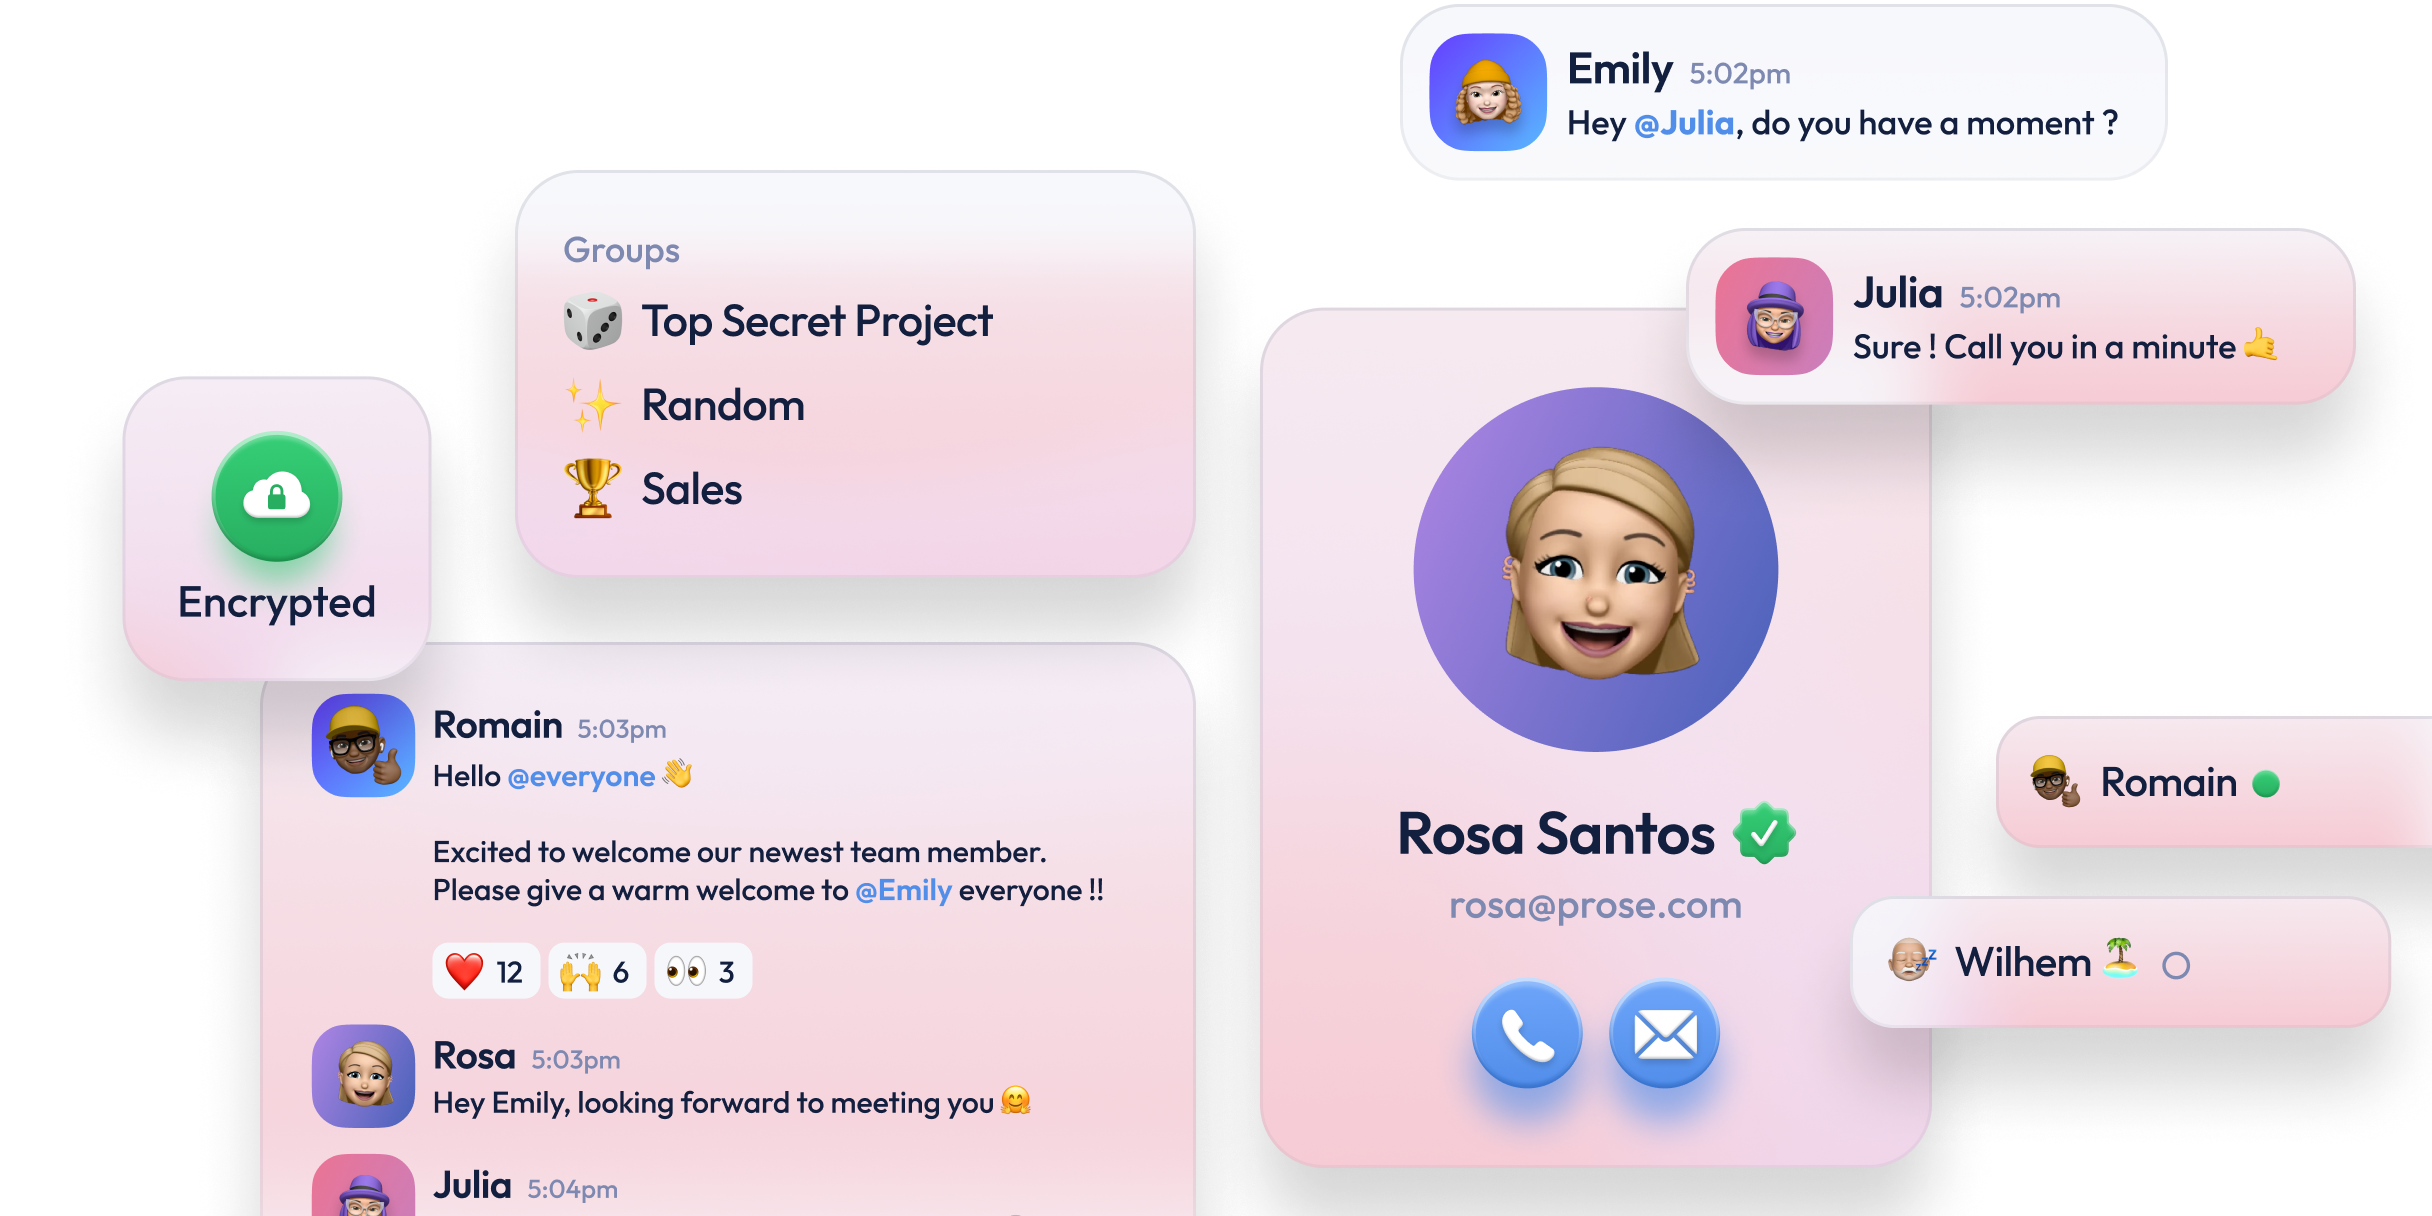 Emily 5:02pm
Hey @Julia, do you have a moment ?
Julia 5:02pm
Sure ! Call you in a minute 🤙
Groups
Top Secret Project
Random
Sales
Encrypted
Romain 5:03pm
Hello @everyone 👋
Excited to welcome our newest team member.
Please give a warm welcome to @Emily everyone !!
❤️ 12 🙌 6 👀 3
Rosa 5:03pm
Hey Emily, looking forward to meeting you 🤗
Julia 5:04pm
Rosa Santos
rosa@prose.com
Romain
Wilhem 🏝️